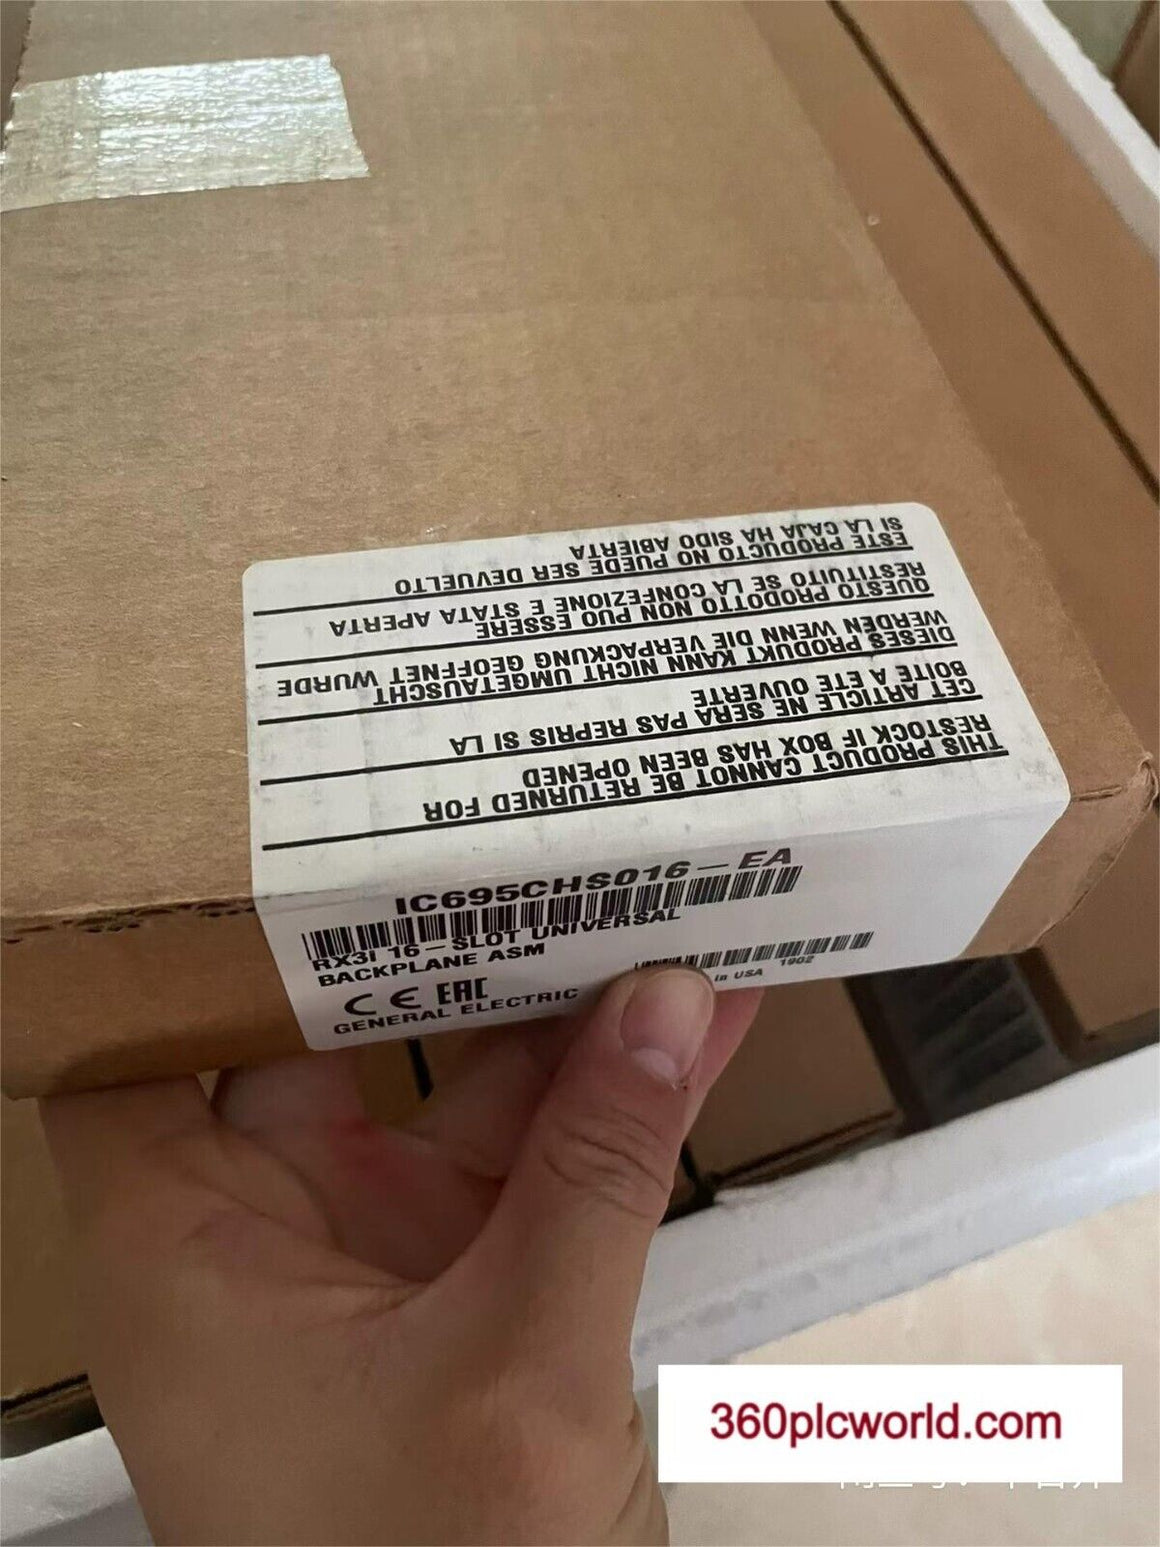 THIS PRODUCT CANNOT BE RETURNED FOR
RESTOCK IF BOX HAS BEEN OPENED
CET ARTICLE NE SERA PAS REPRIS SI LA
BOITE A ETE OUVERTE
DIESES PRODUKT KANN NICHT UMGETAUSCHT
WERDEN WENN DIE VERPACKUNG GEOFFNET WURDE
QUESTO PRODOTTO NON PUO ESSERE
RESTITUITO SE LA CONFEZIONE E STATA APERTA
ESTE PRODUCTO NO PUEDE SER DEVUELTO
SI LA CAJA HA SIDO ABIERTA
IC695CHS016-EA
RX3i 16-SLOT UNIVERSAL
BACKPLANE ASM
CE EAC
in USA 1902
GENERAL ELECTRIC
360plcworld.com